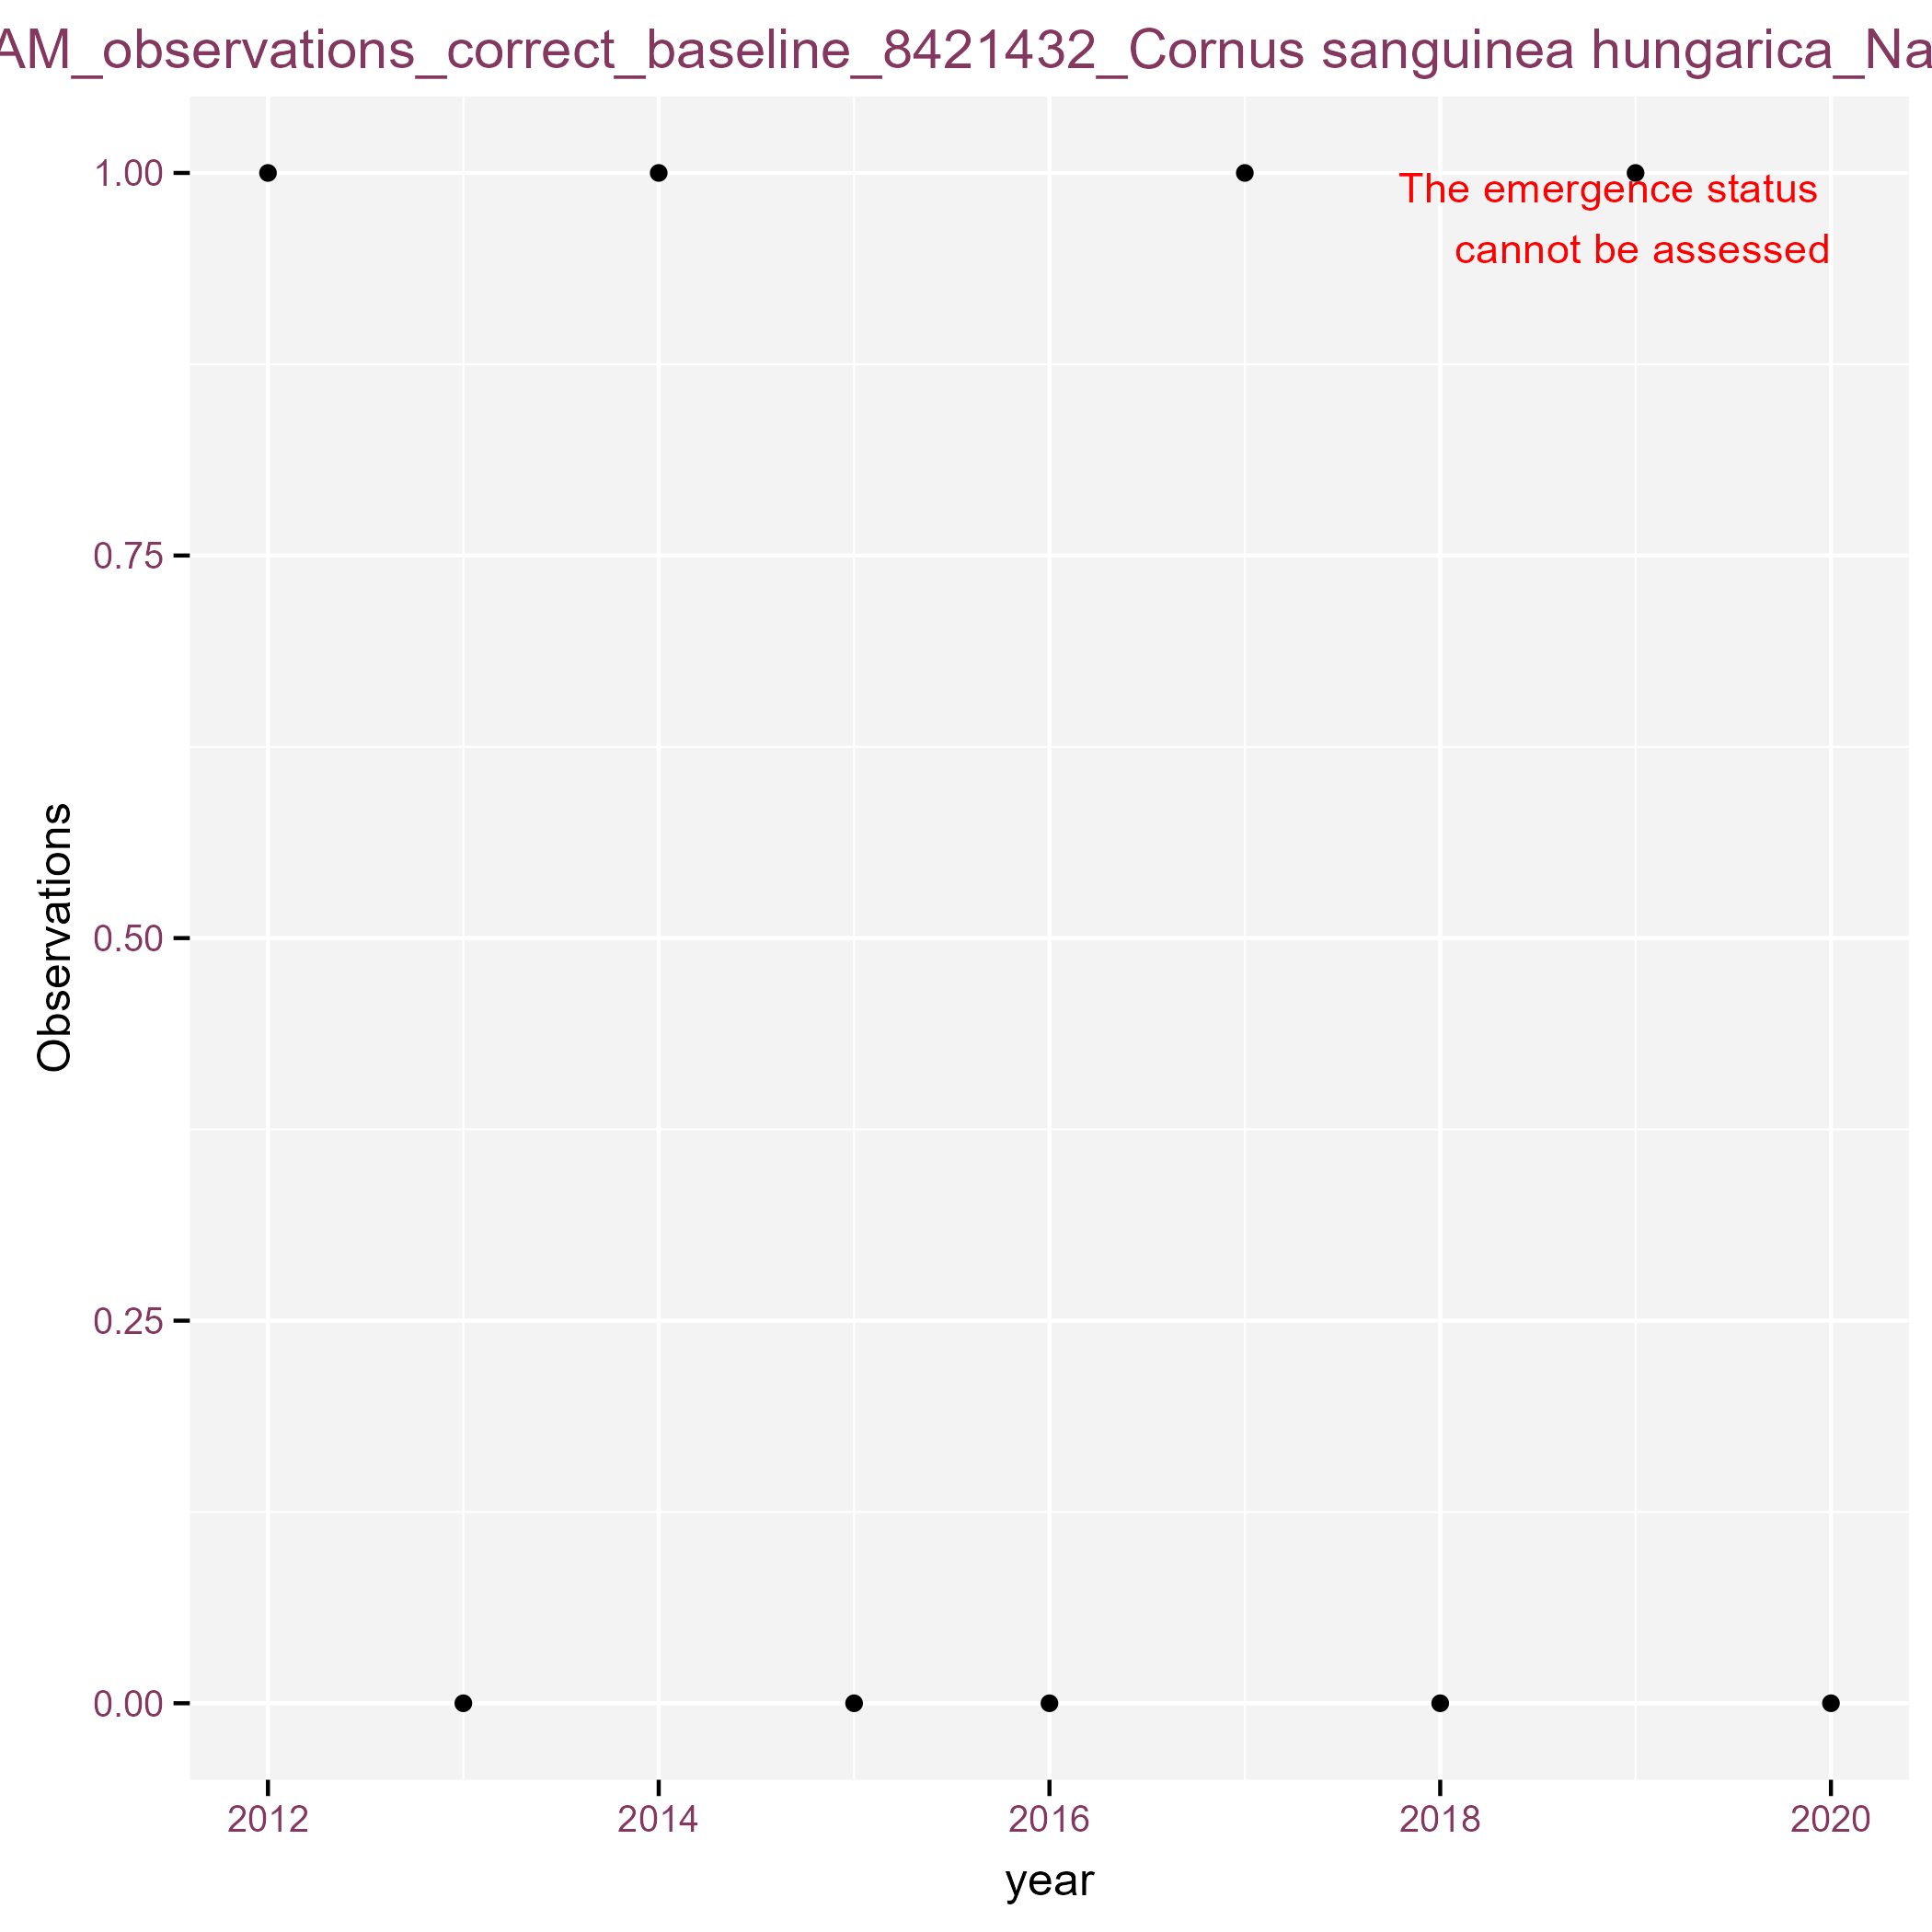 AM_observations_correct_baseline_8421432_Cornus sanguinea hungarica_Na
1.00
The emergence status
cannot be assessed
0.75
Observations
0.50
0.25
0.00
2012 2014 2016 2018 2020
year